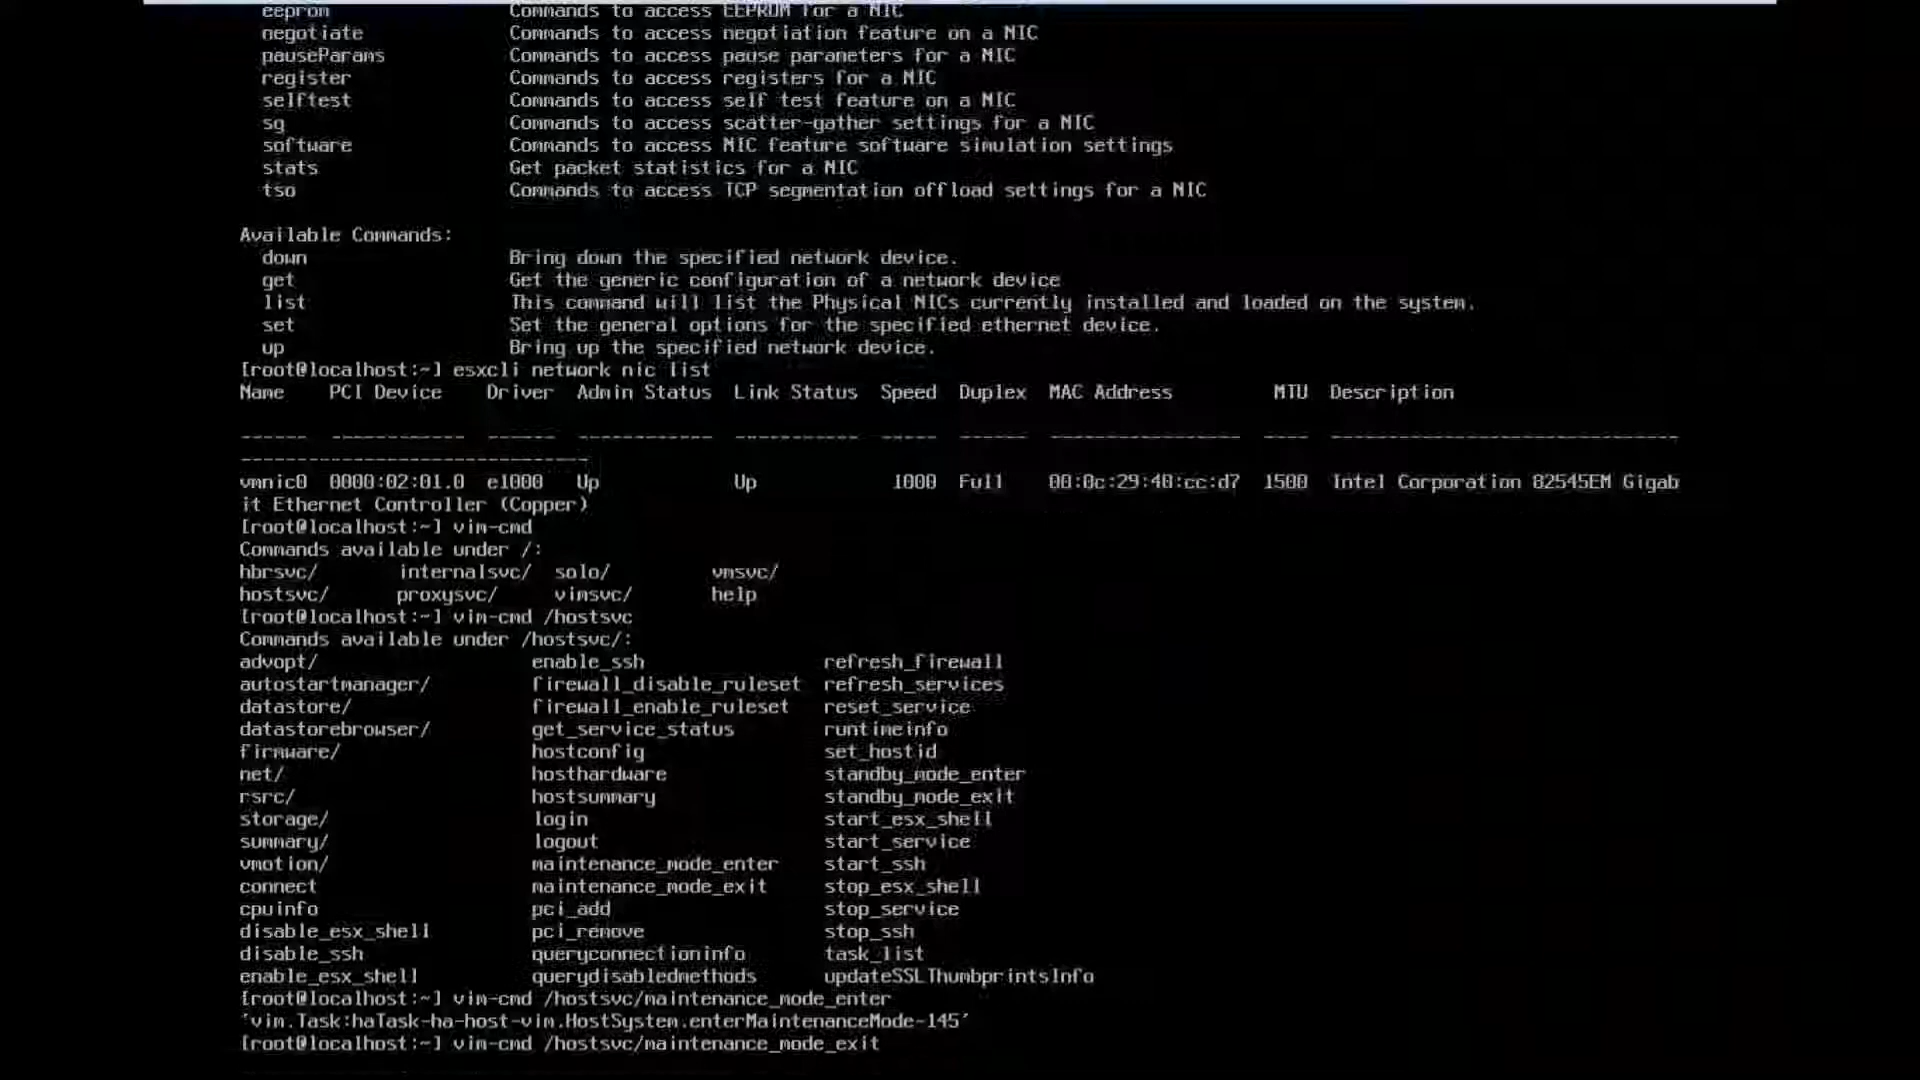 eeprom Commands to access EEPROM for a NIC
negotiate Commands to access negotiation feature on a NIC
pauseParams Commands to access pause parameters for a NIC
register Commands to access registers for a NIC
selftest Commands to access self test feature on a NIC
sg Commands to access scatter-gather settings for a NIC
software Commands to access NIC feature software simulation settings
stats Get packet statistics for a NIC
tso Commands to access TCP segmentation offload settings for a NIC
Available Commands:
down Bring down the specified network device.
get Get the generic configuration of a network device
list This command will list the Physical NICs currently installed and loaded on the system.
set Set the general options for the specified ethernet device.
up Bring up the specified network device.
[root@localhost:~] esxcli network nic list
Name PCI Device Driver Admin Status Link Status Speed Duplex MAC Address MTU Description
------ ------------ ------ ------------ ----------- ----- ------ ----------------- ---- -------------------------------
-------------------------------
vmnic0 0000:02:01.0 e1000 Up Up 1000 Full 00:0c:29:40:cc:d7 1500 Intel Corporation 82545EM Gigab
it Ethernet Controller (Copper)
[root@localhost:~] vim-cmd
Commands available under /:
hbrsvc/ internalsvc/ solo/ vmsvc/
hostsvc/ proxysvc/ vimsvc/ help
[root@localhost:~] vim-cmd /hostsvc
Commands available under /hostsvc/:
advopt/ enable_ssh refresh_firewall
autostartmanager/ firewall_disable_ruleset refresh_services
datastore/ firewall_enable_ruleset reset_service
datastorebrowser/ get_service_status runtimeinfo
firmware/ hostconfig set_hostid
net/ hosthardware standby_mode_enter
rsrc/ hostsummary standby_mode_exit
storage/ login start_esx_shell
summary/ logout start_service
vmotion/ maintenance_mode_enter start_ssh
connect maintenance_mode_exit stop_esx_shell
cpuinfo pci_add stop_service
disable_esx_shell pci_remove stop_ssh
disable_ssh queryconnectioninfo task_list
enable_esx_shell querydisabledmethods updateSSLThumbprintsInfo
[root@localhost:~] vim-cmd /hostsvc/maintenance_mode_enter
'vim.Task:haTask-ha-host-vim.HostSystem.enterMaintenanceMode-145'
[root@localhost:~] vim-cmd /hostsvc/maintenance_mode_exit